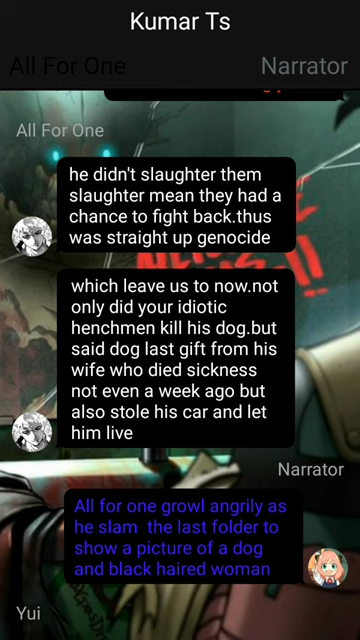 Kumar Ts
All For One
Narrator
All For One
he didn't slaughter them
slaughter mean they had a
chance to fight back.thus
was straight up genocide
which leave us to now.not
only did your idiotic
henchmen kill his dog.but
said dog last gift from his
wife who died sickness
not even a week ago but
also stole his car and let
him live
Narrator
All for one growl angrily as
he slam the last folder to
show a picture of a dog
and black haired woman
Yui